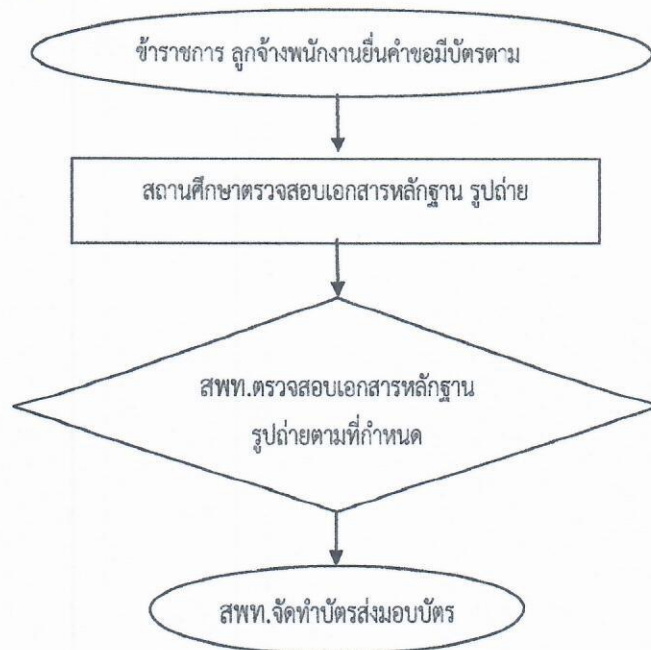 ข้าราชการ ลูกจ้างพนักงานยื่นคำขอมีบัตรตาม
สถานศึกษาตรวจสอบเอกสารหลักฐาน รูปถ่าย
สพท.ตรวจสอบเอกสารหลักฐาน
รูปถ่ายตามที่กำหนด
สพท.จัดทำบัตรส่งมอบบัตร